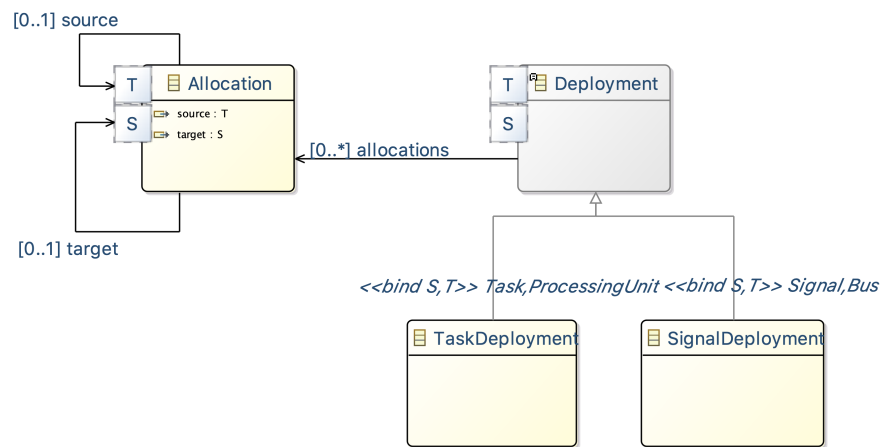 [0..1] source
T
Allocation
S
source : T
target : S
[0..1] target
[0..*] allocations
T
Deployment
S
<<bind S,T>> Task,ProcessingUnit
<<bind S,T>> Signal,Bus
TaskDeployment
SignalDeployment